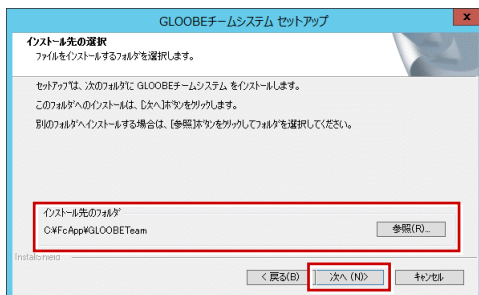 GLOOBEチームシステム セットアップ
x
インストール先の選択
ファイルをインストールするフォルダを選択します。
セットアップは、次のフォルダに GLOOBEチームシステム をインストールします。
このフォルダへのインストールは、[次へ]ボタンをクリックします。
別のフォルダへインストールする場合は、[参照]ボタンをクリックしてフォルダを選択してください。
インストール先のフォルダ
C:¥FcApp¥GLOOBETeam
参照(R)...
InstallShield
< 戻る(B)
次へ (N)>
キャンセル